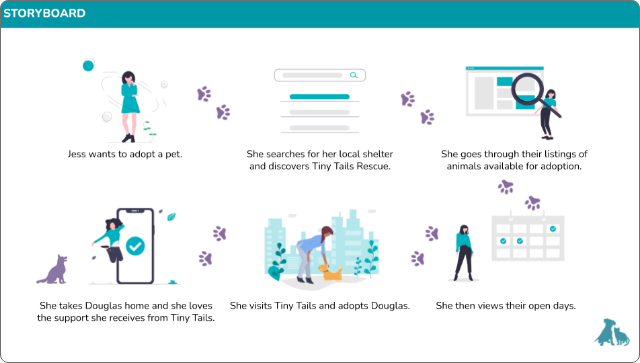 STORYBOARD
Jess wants to adopt a pet.
She searches for her local shelter
and discovers Tiny Tails Rescue.
She goes through their listings of
animals available for adoption.
She then views their open days.
She visits Tiny Tails and adopts Douglas.
She takes Douglas home and she loves
the support she receives from Tiny Tails.